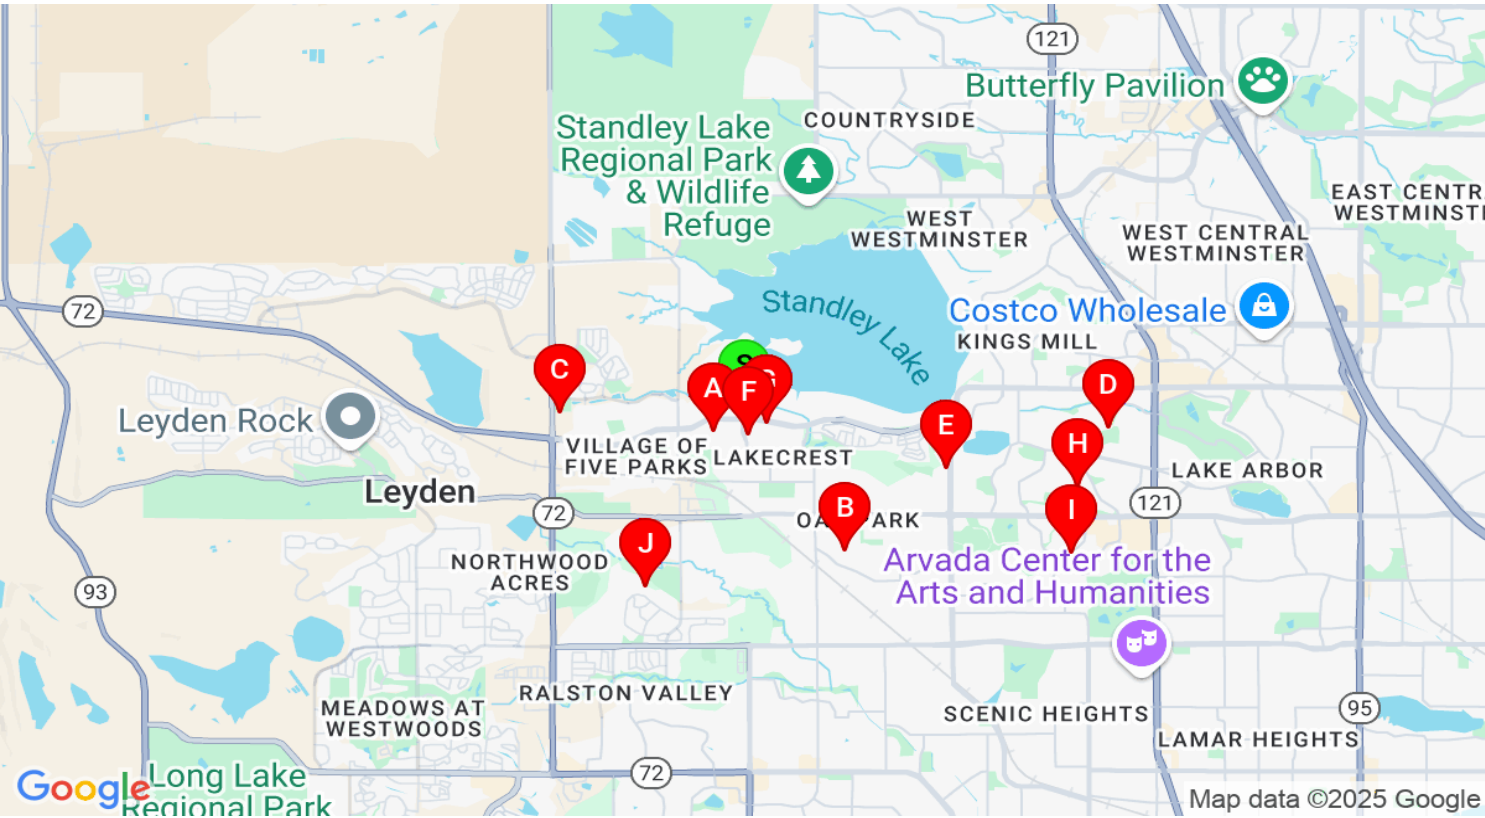 121
Butterfly Pavilion
COUNTRYSIDE
Standley Lake
Regional Park
& Wildlife
Refuge
EAST CENTR
WESTMINST
WEST
WESTMINSTER
WEST CENTRAL
WESTMINSTER
72
Standley Lake
Costco Wholesale
KINGS MILL
S
C
A
F
G
D
Leyden Rock
E
H
VILLAGE OF
FIVE PARKS
LAKECREST
LAKE ARBOR
Leyden
72
121
B
I
OAK PARK
J
NORTHWOOD
ACRES
Arvada Center for the
Arts and Humanities
93
RALSTON VALLEY
MEADOWS AT
WESTWOODS
SCENIC HEIGHTS
95
LAMAR HEIGHTS
72
Long Lake
Regional Park
Google
Map data ©2025 Google